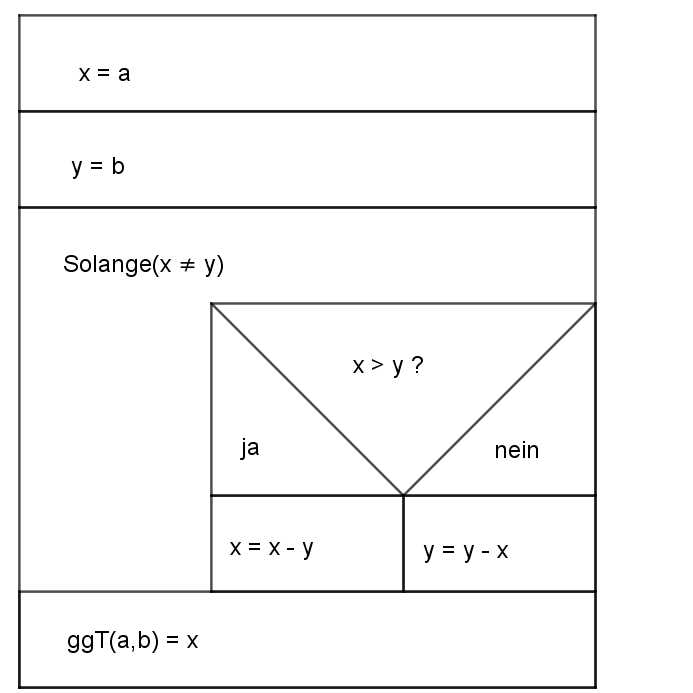 x = a
y = b
Solange(x ≠ y)
x > y ?
ja
nein
x = x - y
y = y - x
ggT(a,b) = x